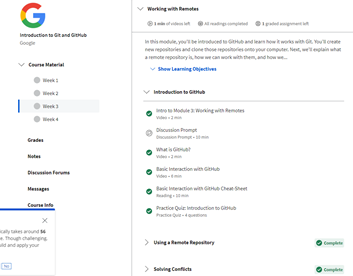 Google
Introduction to Git and GitHub
Google
Course Material
Week 1
Week 2
Week 3
Week 4
Grades
Notes
Discussion Forums
Messages
Course Info
ically takes around 56
e. Though challenging,
ld and apply your
Working with Remotes
1 min of videos left
All readings completed
1 graded assignment left
In this module, you'll be introduced to GitHub and learn how it works with Git. You'll create
new repositories and clone those repositories onto your computer. Next, we'll explain what
a remote repository is, how we can work with them, and how we...
Show Learning Objectives
Introduction to GitHub
Intro to Module 3: Working with Remotes
Video • 2 min
Discussion Prompt
Discussion Prompt • 10 min
What is GitHub?
Video • 2 min
Basic Interaction with GitHub
Video • 6 min
Basic Interaction with GitHub Cheat-Sheet
Reading • 10 min
Practice Quiz: Introduction to GitHub
Practice Quiz • 4 questions
Using a Remote Repository
Complete
Solving Conflicts
Complete